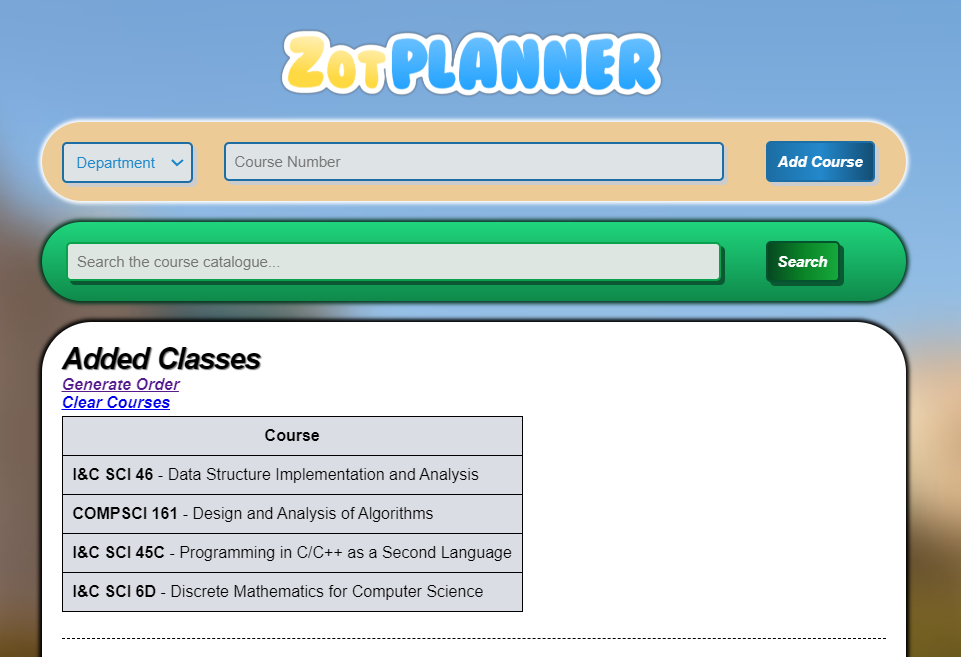 ZOTPLANNER
Department Course Number Add Course
Search the course catalogue... Search
Added Classes
Generate Order
Clear Courses
Course
I&C SCI 46 - Data Structure Implementation and Analysis
COMPSCI 161 - Design and Analysis of Algorithms
I&C SCI 45C - Programming in C/C++ as a Second Language
I&C SCI 6D - Discrete Mathematics for Computer Science